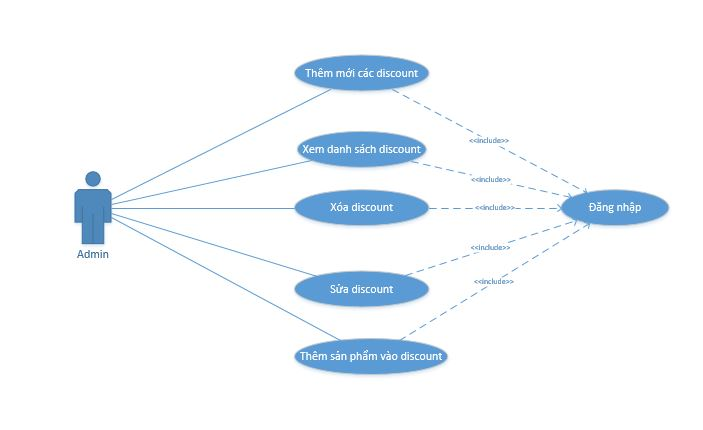 Thêm mới các discount
<<include>>
Xem danh sách discount
<<include>>
Xóa discount
<<include>>
Đăng nhập
Admin
<<include>>
Sửa discount
<<include>>
Thêm sản phẩm vào discount